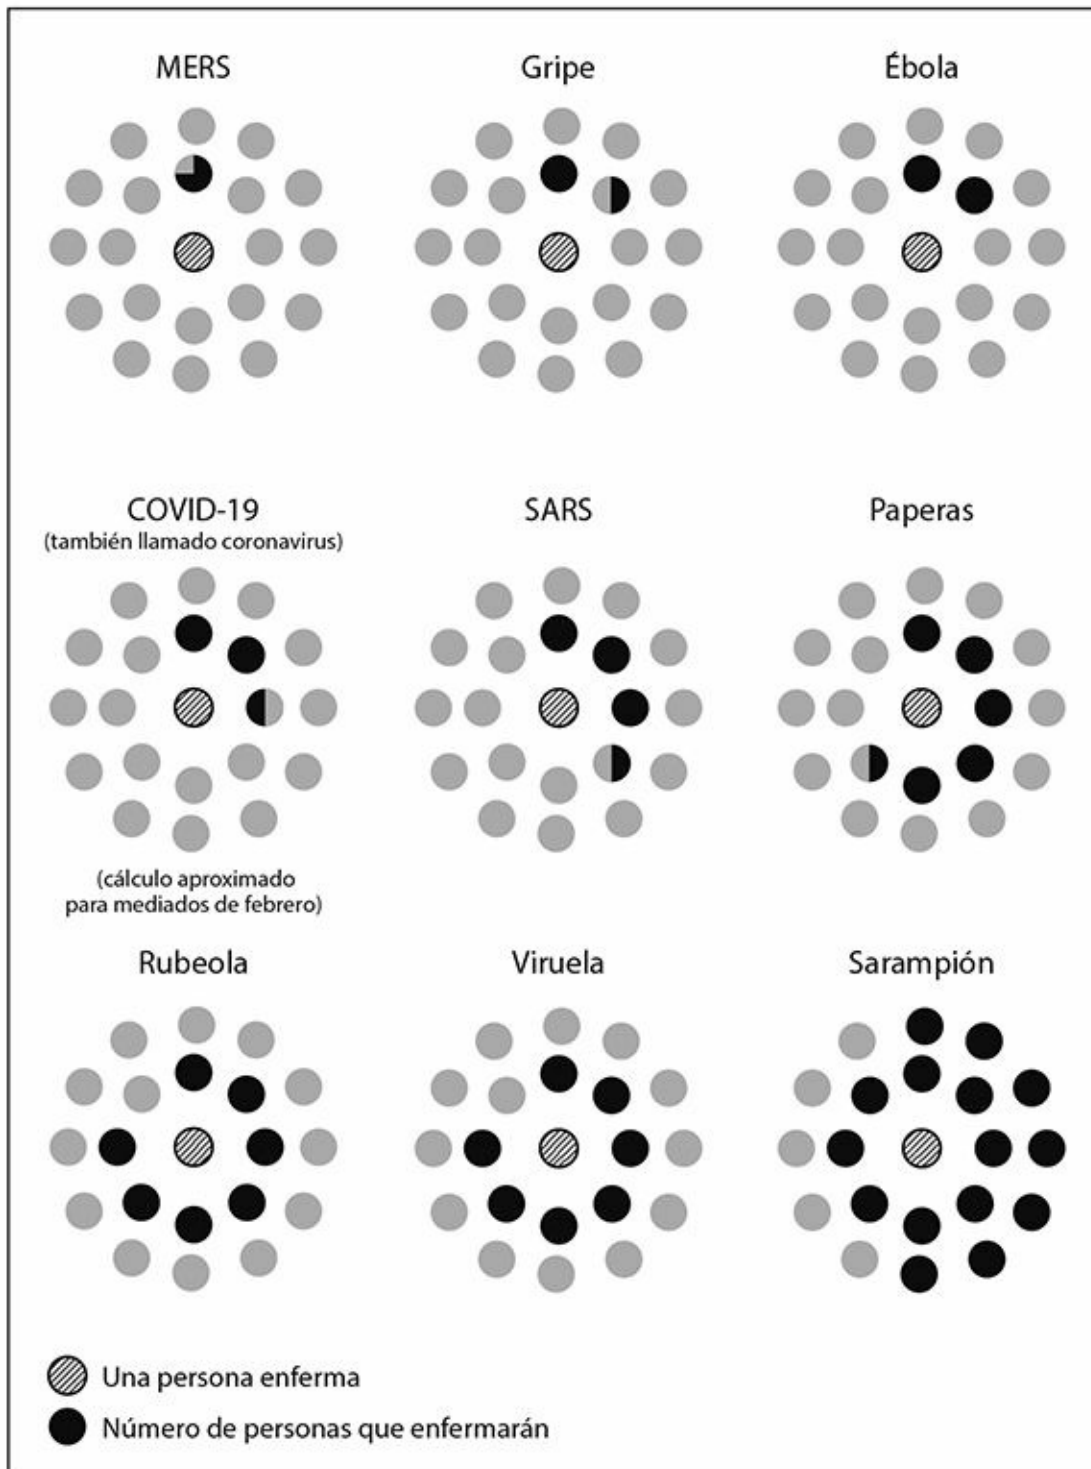 MERS
Gripe
Ébola
COVID-19
(también llamado coronavirus)
SARS
Paperas
(cálculo aproximado
para mediados de febrero)
Rubeola
Viruela
Sarampión
Una persona enferma
Número de personas que enfermarán